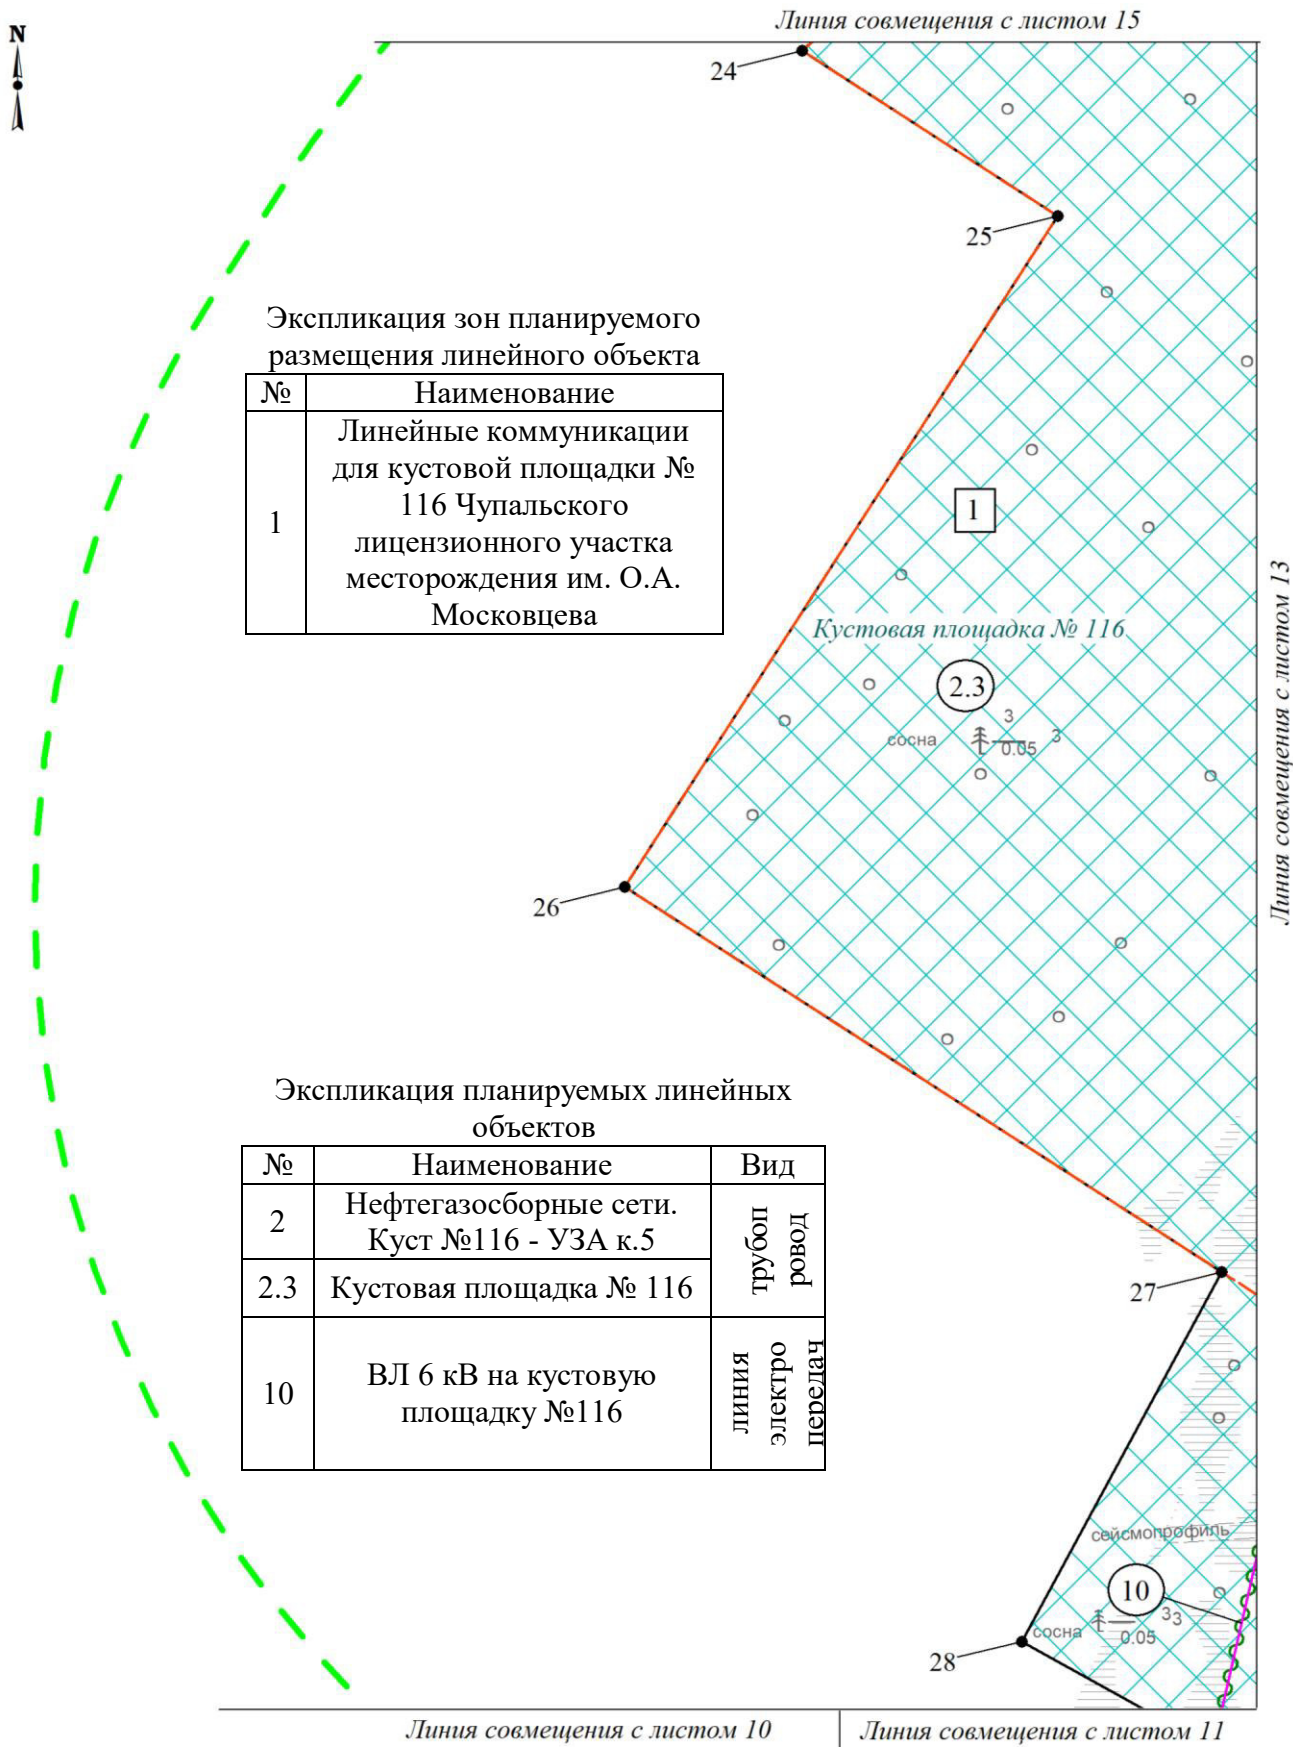 Линия совмещения с листом 15
N
24
25
Экспликация зон планируемого
размещения линейного объекта
№ Наименование
1
Линейные коммуникации
для кустовой площадки №
116 Чупальского
лицензионного участка
месторождения им. О.А.
Московцева
1
Кустовая площадка № 116
2.3
сосна
3
0.05
3
Линия совмещения с листом 13
26
Экспликация планируемых линейных
объектов
№ Наименование Вид
2
Нефтегазосборные сети.
Куст №116 - УЗА к.5
трубоп
ровод
2.3 Кустовая площадка № 116
10
ВЛ 6 кВ на кустовую
площадку №116
линия
электро
передач
27
сейсмопрофиль
10
сосна
33
0.05
28
Линия совмещения с листом 10
Линия совмещения с листом 11